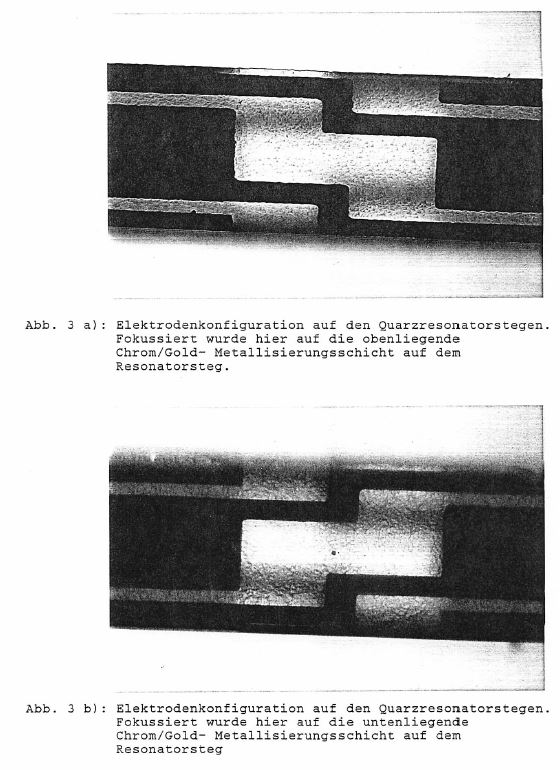 Abb. 3 a): Elektrodenkonfiguration auf den Quarzresonatorstegen.
Fokussiert wurde hier auf die obenliegende
Chrom/Gold- Metallisierungsschicht auf dem
Resonatorsteg.
Abb. 3 b): Elektrodenkonfiguration auf den Quarzresonatorstegen.
Fokussiert wurde hier auf die untenliegende
Chrom/Gold- Metallisierungsschicht auf dem
Resonatorsteg